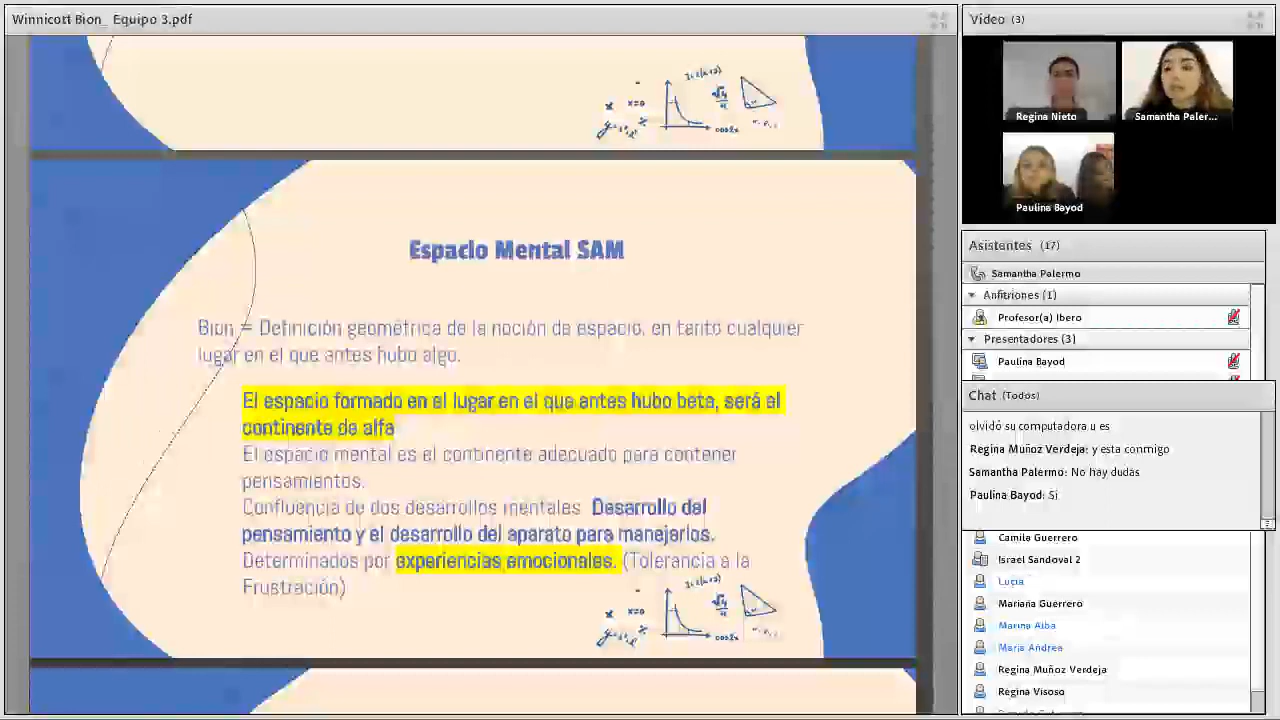 Winnicott Bion_ Equipo 3.pdf
x=0
Espacio Mental SAM
Bion = Definición geométrica de la noción de espacio, en tanto cualquier
lugar en el que antes hubo algo.
El espacio formado en el lugar en el que antes hubo beta, será el
continente de alfa
El espacio mental es el continente adecuado para contener
pensamientos.
Confluencia de dos desarrollos mentales Desarrollo del
pensamiento y el desarrollo del aparato para manejarlos.
Determinados por experiencias emocionales. (Tolerancia a la
Frustración)
x=0
Video (3)
Regina Nieto
Samantha Paler...
Paulina Bayod
Asistentes (17)
Samantha Palermo
Anfitriones (1)
Profesor(a) Ibero
Presentadores (3)
Paulina Bayod
Chat (Todos)
olvidó su computadora u es
Regina Muñoz Verdeja: y esta conmigo
Samantha Palermo: No hay dudas
Paulina Bayod: Sí
Camila Guerrero
Israel Sandoval 2
Lucia
Mariana Guerrero
Marina Alba
Maria Andrea
Regina Muñoz Verdeja
Regina Visoso